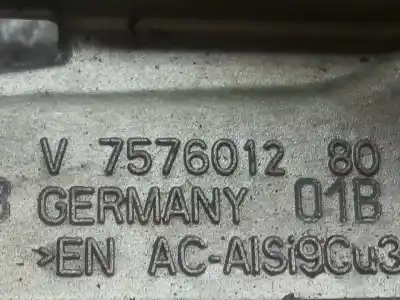 V 7576012 80
GERMANY 01B
>EN AC-AlSi9Cu3